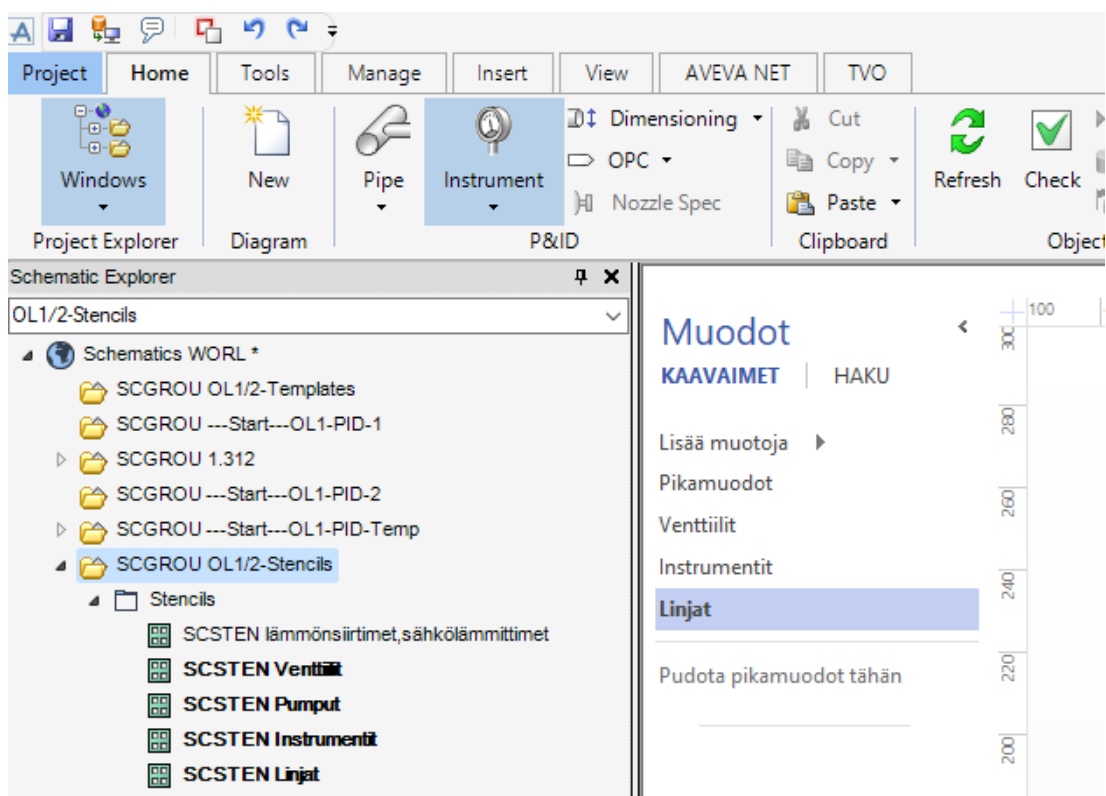 Project Home Tools Manage Insert View AVEVA NET TVO
Windows
New
Pipe
Instrument
Dimensioning
OPC
Nozzle Spec
Cut
Copy
Paste
Refresh
Check
Project Explorer Diagram P&ID Clipboard Object
Schematic Explorer
OL1/2-Stencils
Schematics WORL *
SCGROU OL1/2-Templates
SCGROU ---Start---OL1-PID-1
SCGROU 1.312
SCGROU ---Start---OL1-PID-2
SCGROU ---Start---OL1-PID-Temp
SCGROU OL1/2-Stencils
Stencils
SCSTEN lämmönsiirtimet,sähkölämmittimet
SCSTEN Venttiilit
SCSTEN Pumput
SCSTEN Instrumentit
SCSTEN Linjat
Muodot
KAAVAIMET HAKU
Lisää muotoja
Pikamuodot
Venttiilit
Instrumentit
Linjat
Pudota pikamuodot tähän
100
300
280
260
240
220
200